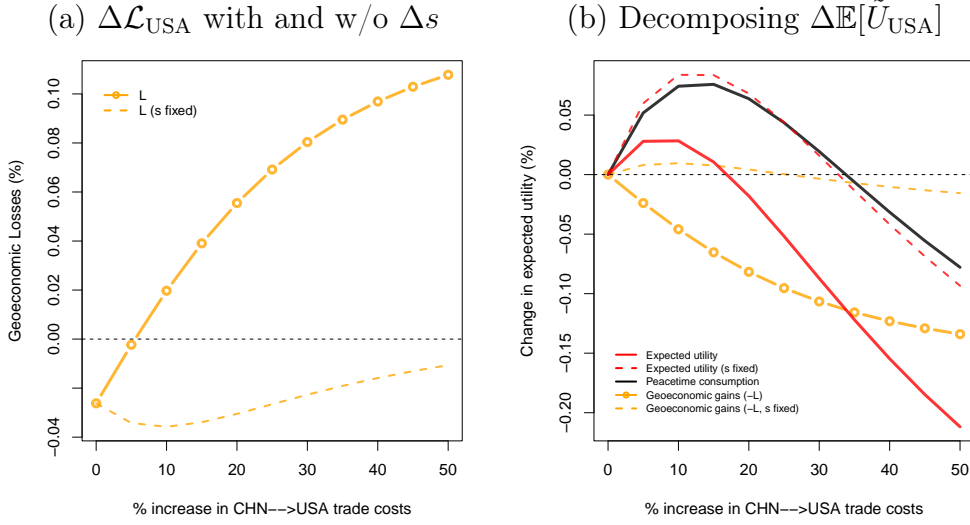 (a) Δ𝓛_USA with and w/o Δs
Geoeconomic Losses (%)
0.10
0.08
0.06
0.04
0.02
0.00
−0.04
L
L (s fixed)
0 10 20 30 40 50
% increase in CHN−−>USA trade costs
(b) Decomposing Δ𝔼[Ũ_USA]
Change in expected utility (%)
0.05
0.00
−0.05
−0.10
−0.15
−0.20
Expected utility
Expected utility (s fixed)
Peacetime consumption
Geoeconomic gains (−L)
Geoeconomic gains (−L, s fixed)
0 10 20 30 40 50
% increase in CHN−−>USA trade costs